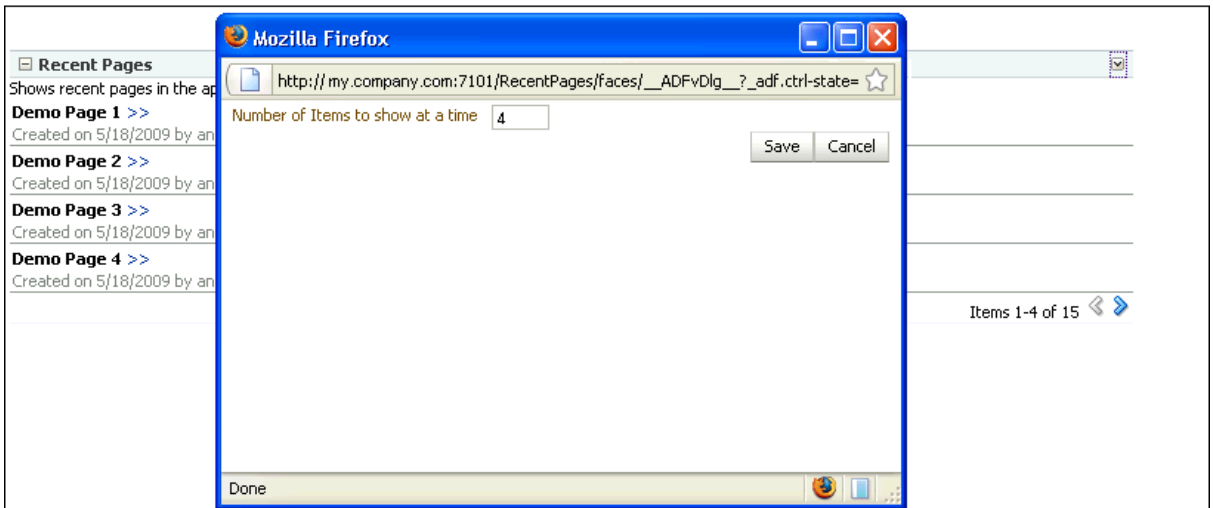 Mozilla Firefox
http://my.company.com:7101/RecentPages/faces/__ADFvDlg__?_adf.ctrl-state=
Number of Items to show at a time 4
Save Cancel
Done
Recent Pages
Shows recent pages in the ap
Demo Page 1 >>
Created on 5/18/2009 by an
Demo Page 2 >>
Created on 5/18/2009 by an
Demo Page 3 >>
Created on 5/18/2009 by an
Demo Page 4 >>
Created on 5/18/2009 by an
Items 1-4 of 15